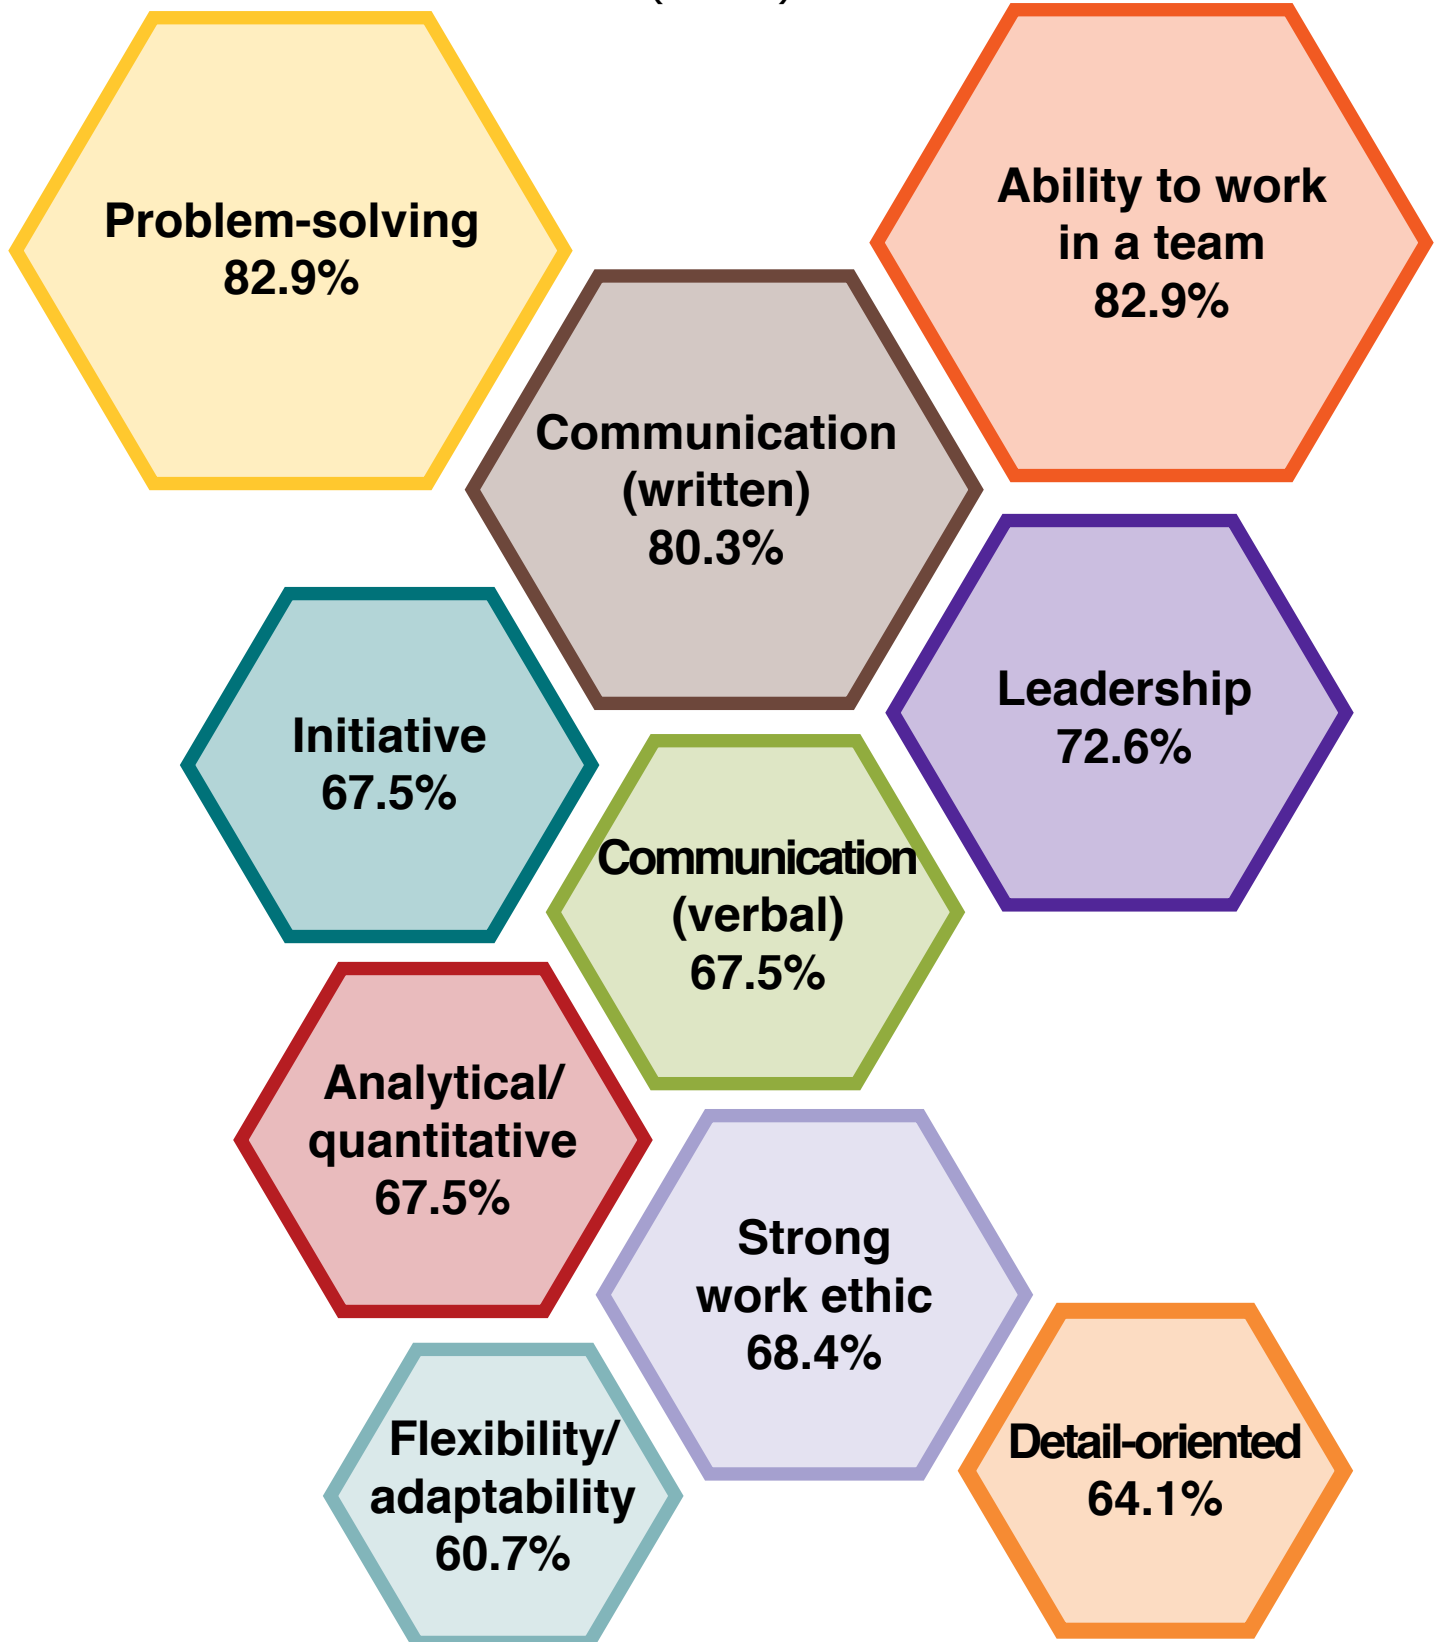 Problem-solving
82.9%
Ability to work
in a team
82.9%
Communication
(written)
80.3%
Leadership
72.6%
Initiative
67.5%
Communication
(verbal)
67.5%
Analytical/
quantitative
67.5%
Strong
work ethic
68.4%
Flexibility/
adaptability
60.7%
Detail-oriented
64.1%